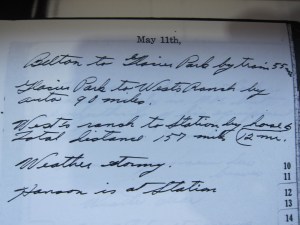 May 11th,
Belton to Glacier Park by train 55 m
Glacier Park to Wests Ranch by
auto 90 miles.
Wests ranch to Station by horse
total distance 157 miles (12 mi.
Weather stormy.
Hanson is at Station
10
11
12
13
14